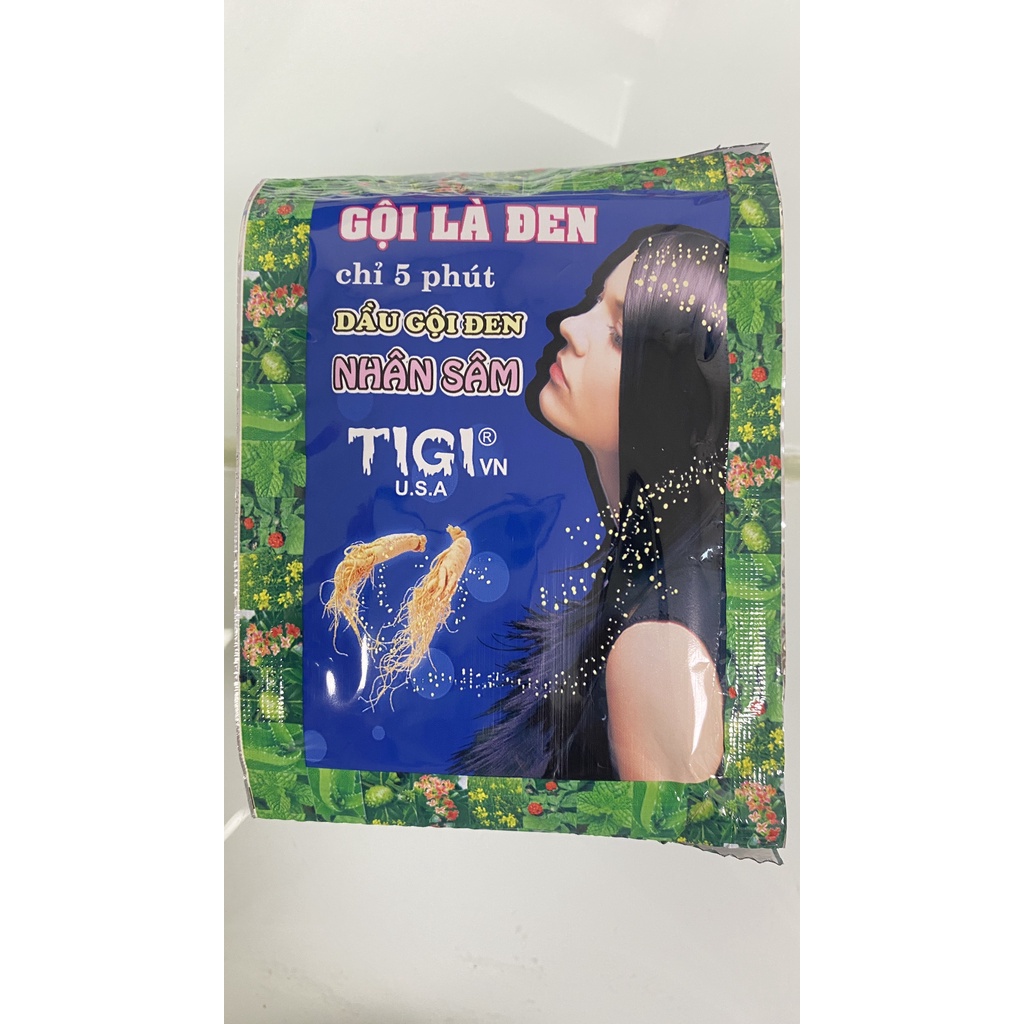 GỘI LÀ ĐEN
chỉ 5 phút
DẦU GỘI ĐEN
NHÂN SÂM
TIGI® VN
U.S.A